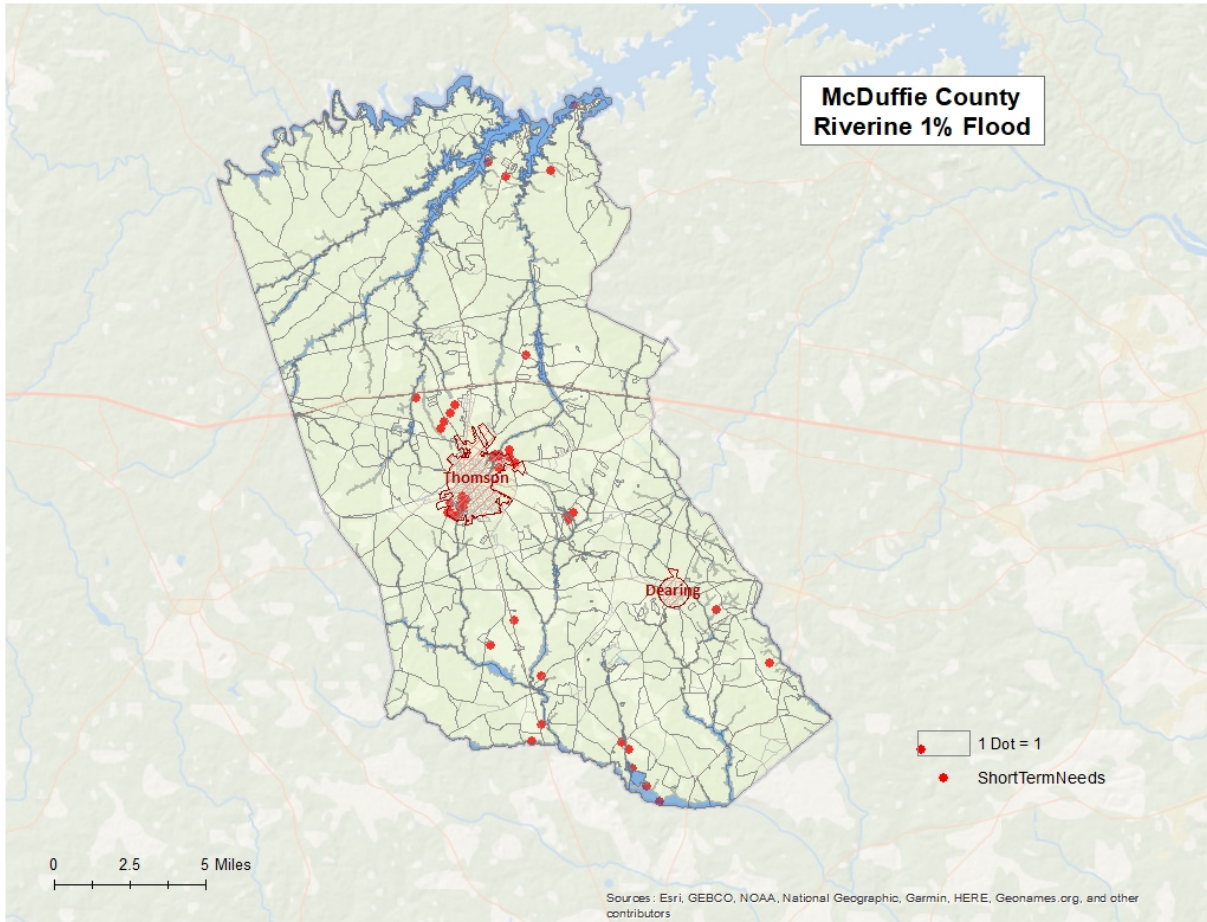 McDuffie County
Riverine 1% Flood
Thomson
Dearing
1 Dot = 1
ShortTermNeeds
0 2.5 5 Miles
Sources: Esri, GEBCO, NOAA, National Geographic, Garmin, HERE, Geonames.org, and other
contributors